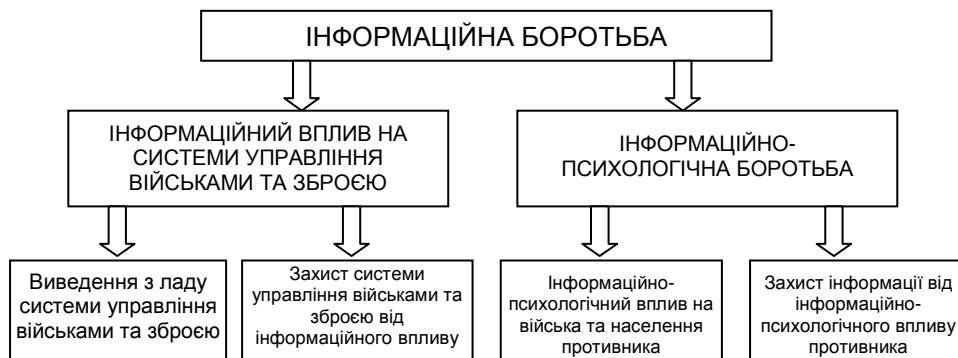 ІНФОРМАЦІЙНА БОРОТЬБА
ІНФОРМАЦІЙНИЙ ВПЛИВ НА
СИСТЕМИ УПРАВЛІННЯ
ВІЙСЬКАМИ ТА ЗБРОЄЮ
ІНФОРМАЦІЙНО-
ПСИХОЛОГІЧНА БОРОТЬБА
Виведення з ладу
системи управління
військами та зброєю
Захист системи
управління військами та
зброєю від
інформаційного впливу
Інформаційно-
психологічний вплив на
війська та населення
противника
Захист інформації від
інформаційно-
психологічного впливу
противника